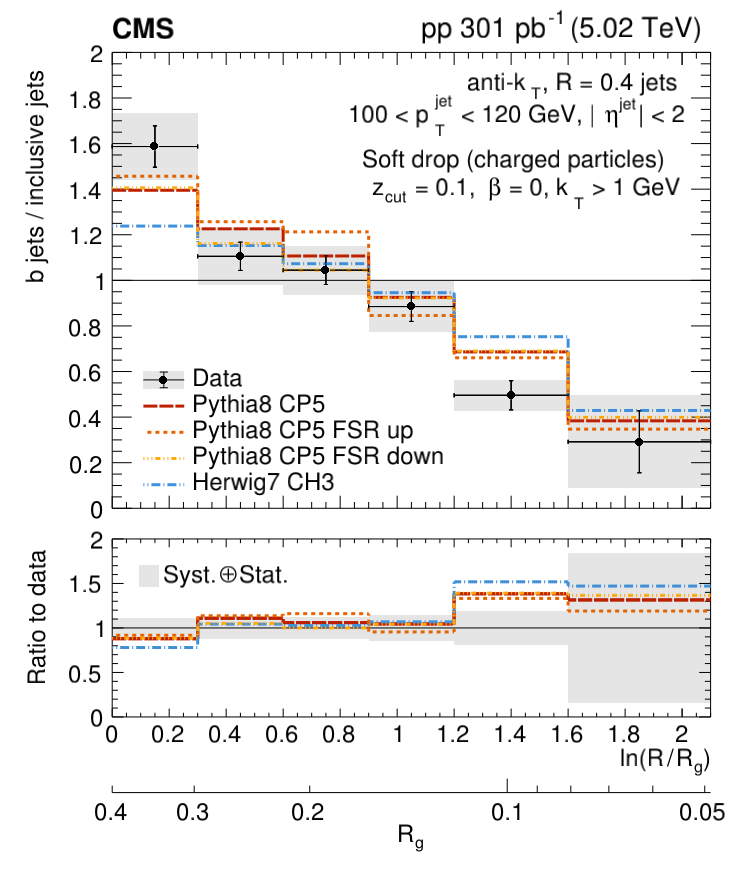 CMS pp 301 pb⁻¹ (5.02 TeV)
anti-k_T, R = 0.4 jets
100 < p_T^jet < 120 GeV, | η^jet | < 2
Soft drop (charged particles)
z_cut = 0.1, β = 0, k_T > 1 GeV
b jets / inclusive jets
2
1.8
1.6
1.4
1.2
1
0.8
0.6
0.4
0.2
0
Data
Pythia8 CP5
Pythia8 CP5 FSR up
Pythia8 CP5 FSR down
Herwig7 CH3
Ratio to data
2
1.5
1
0.5
0
Syst.⊕Stat.
0 0.2 0.4 0.6 0.8 1 1.2 1.4 1.6 1.8 2
ln(R/R_g)
0.4 0.3 0.2 0.1 0.05
R_g